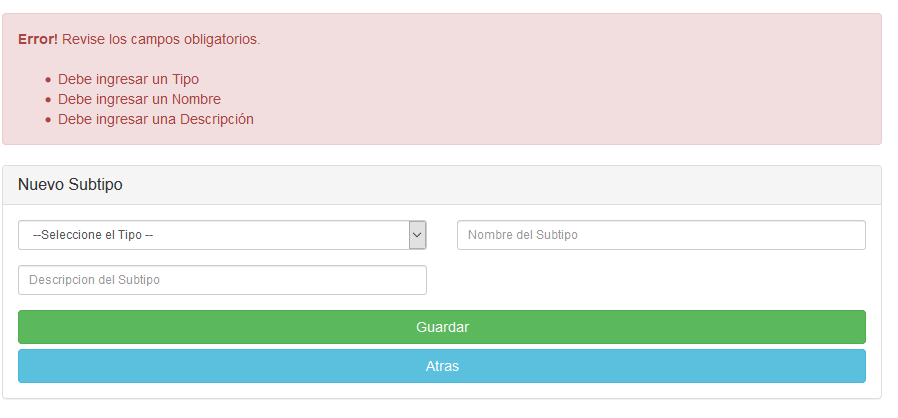 Error! Revise los campos obligatorios.
Debe ingresar un Tipo
Debe ingresar un Nombre
Debe ingresar una Descripción
Nuevo Subtipo
--Seleccione el Tipo --
Nombre del Subtipo
Descripcion del Subtipo
Guardar
Atras